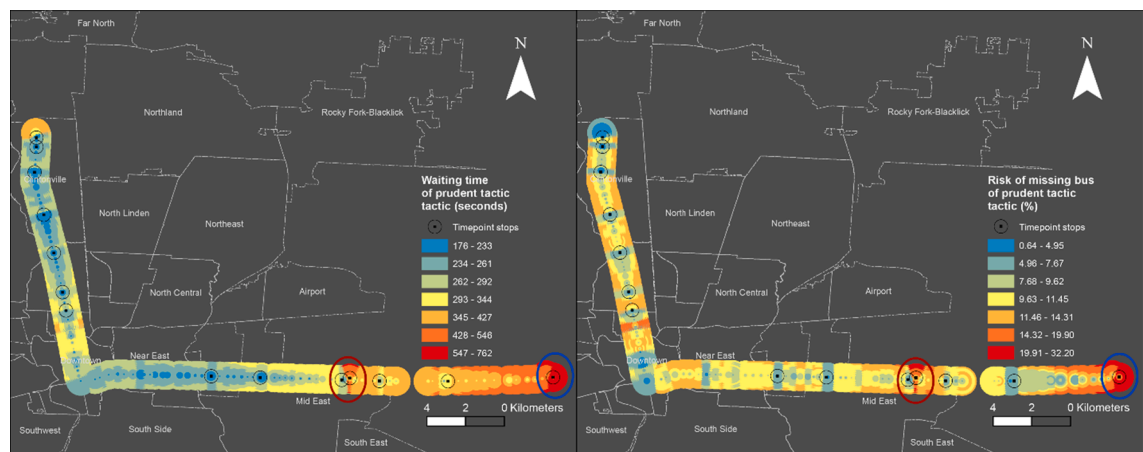 Far North
N
Northland
Rocky Fork-Blacklick
Waiting time
of prudent tactic
tactic (seconds)
North Linden
Northeast
Timepoint stops
176 - 233
234 - 261
262 - 292
293 - 344
345 - 427
428 - 546
547 - 762
North Central
Airport
Near East
Mid East
4 2 0 Kilometers
Southwest
South Side
South East
Far North
N
Northland
Rocky Fork-Blacklick
Risk of missing bus
of prudent tactic
tactic (%)
North Linden
Northeast
Timepoint stops
0.64 - 4.95
4.96 - 7.67
7.68 - 9.62
9.63 - 11.45
11.46 - 14.31
14.32 - 19.90
19.91 - 32.20
North Central
Airport
Downtown
Near East
Mid East
4 2 0 Kilometers
Southwest
South Side
South East